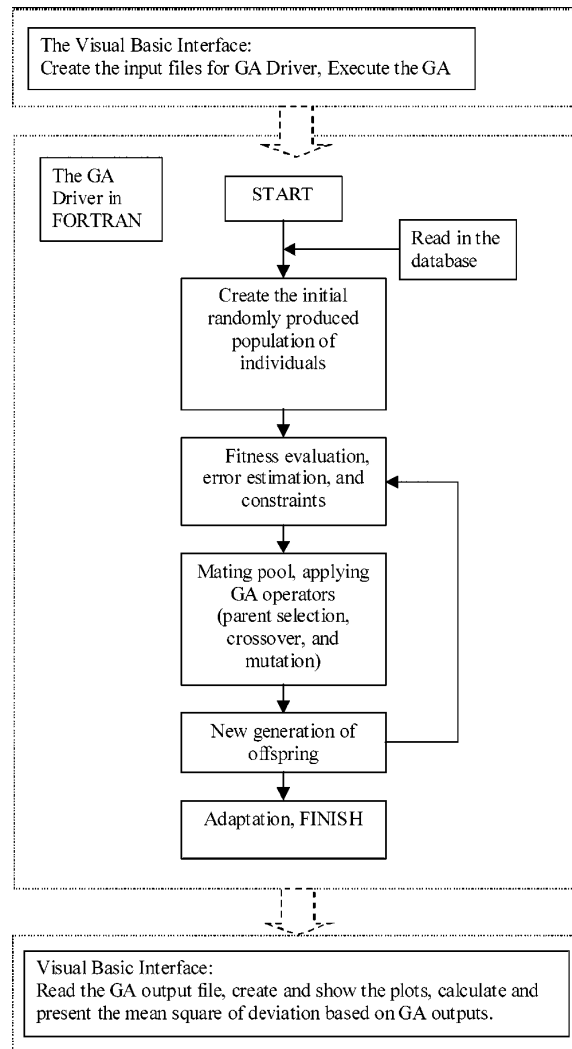 The Visual Basic Interface:
Create the input files for GA Driver, Execute the GA
The GA
Driver in
FORTRAN
START
Read in the
database
Create the initial
randomly produced
population of
individuals
Fitness evaluation,
error estimation, and
constraints
Mating pool, applying
GA operators
(parent selection,
crossover, and
mutation)
New generation of
offspring
Adaptation, FINISH
Visual Basic Interface:
Read the GA output file, create and show the plots, calculate and
present the mean square of deviation based on GA outputs.